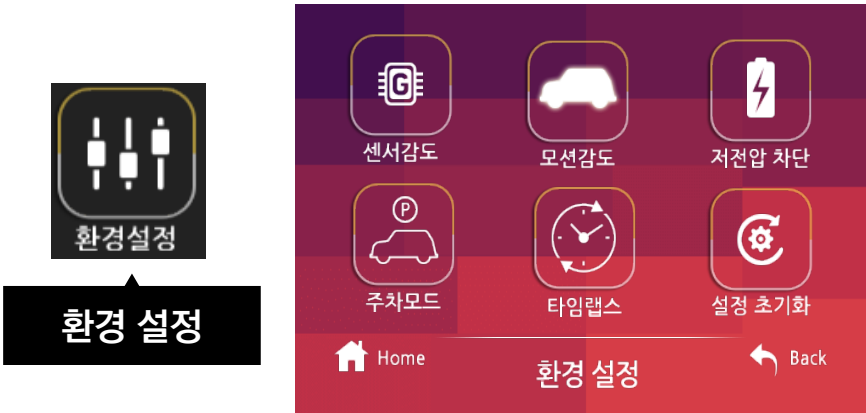 환경설정
환경 설정
G
센서감도
모션감도
저전압 차단
P
주차모드
타임랩스
설정 초기화
Home
환경 설정
Back